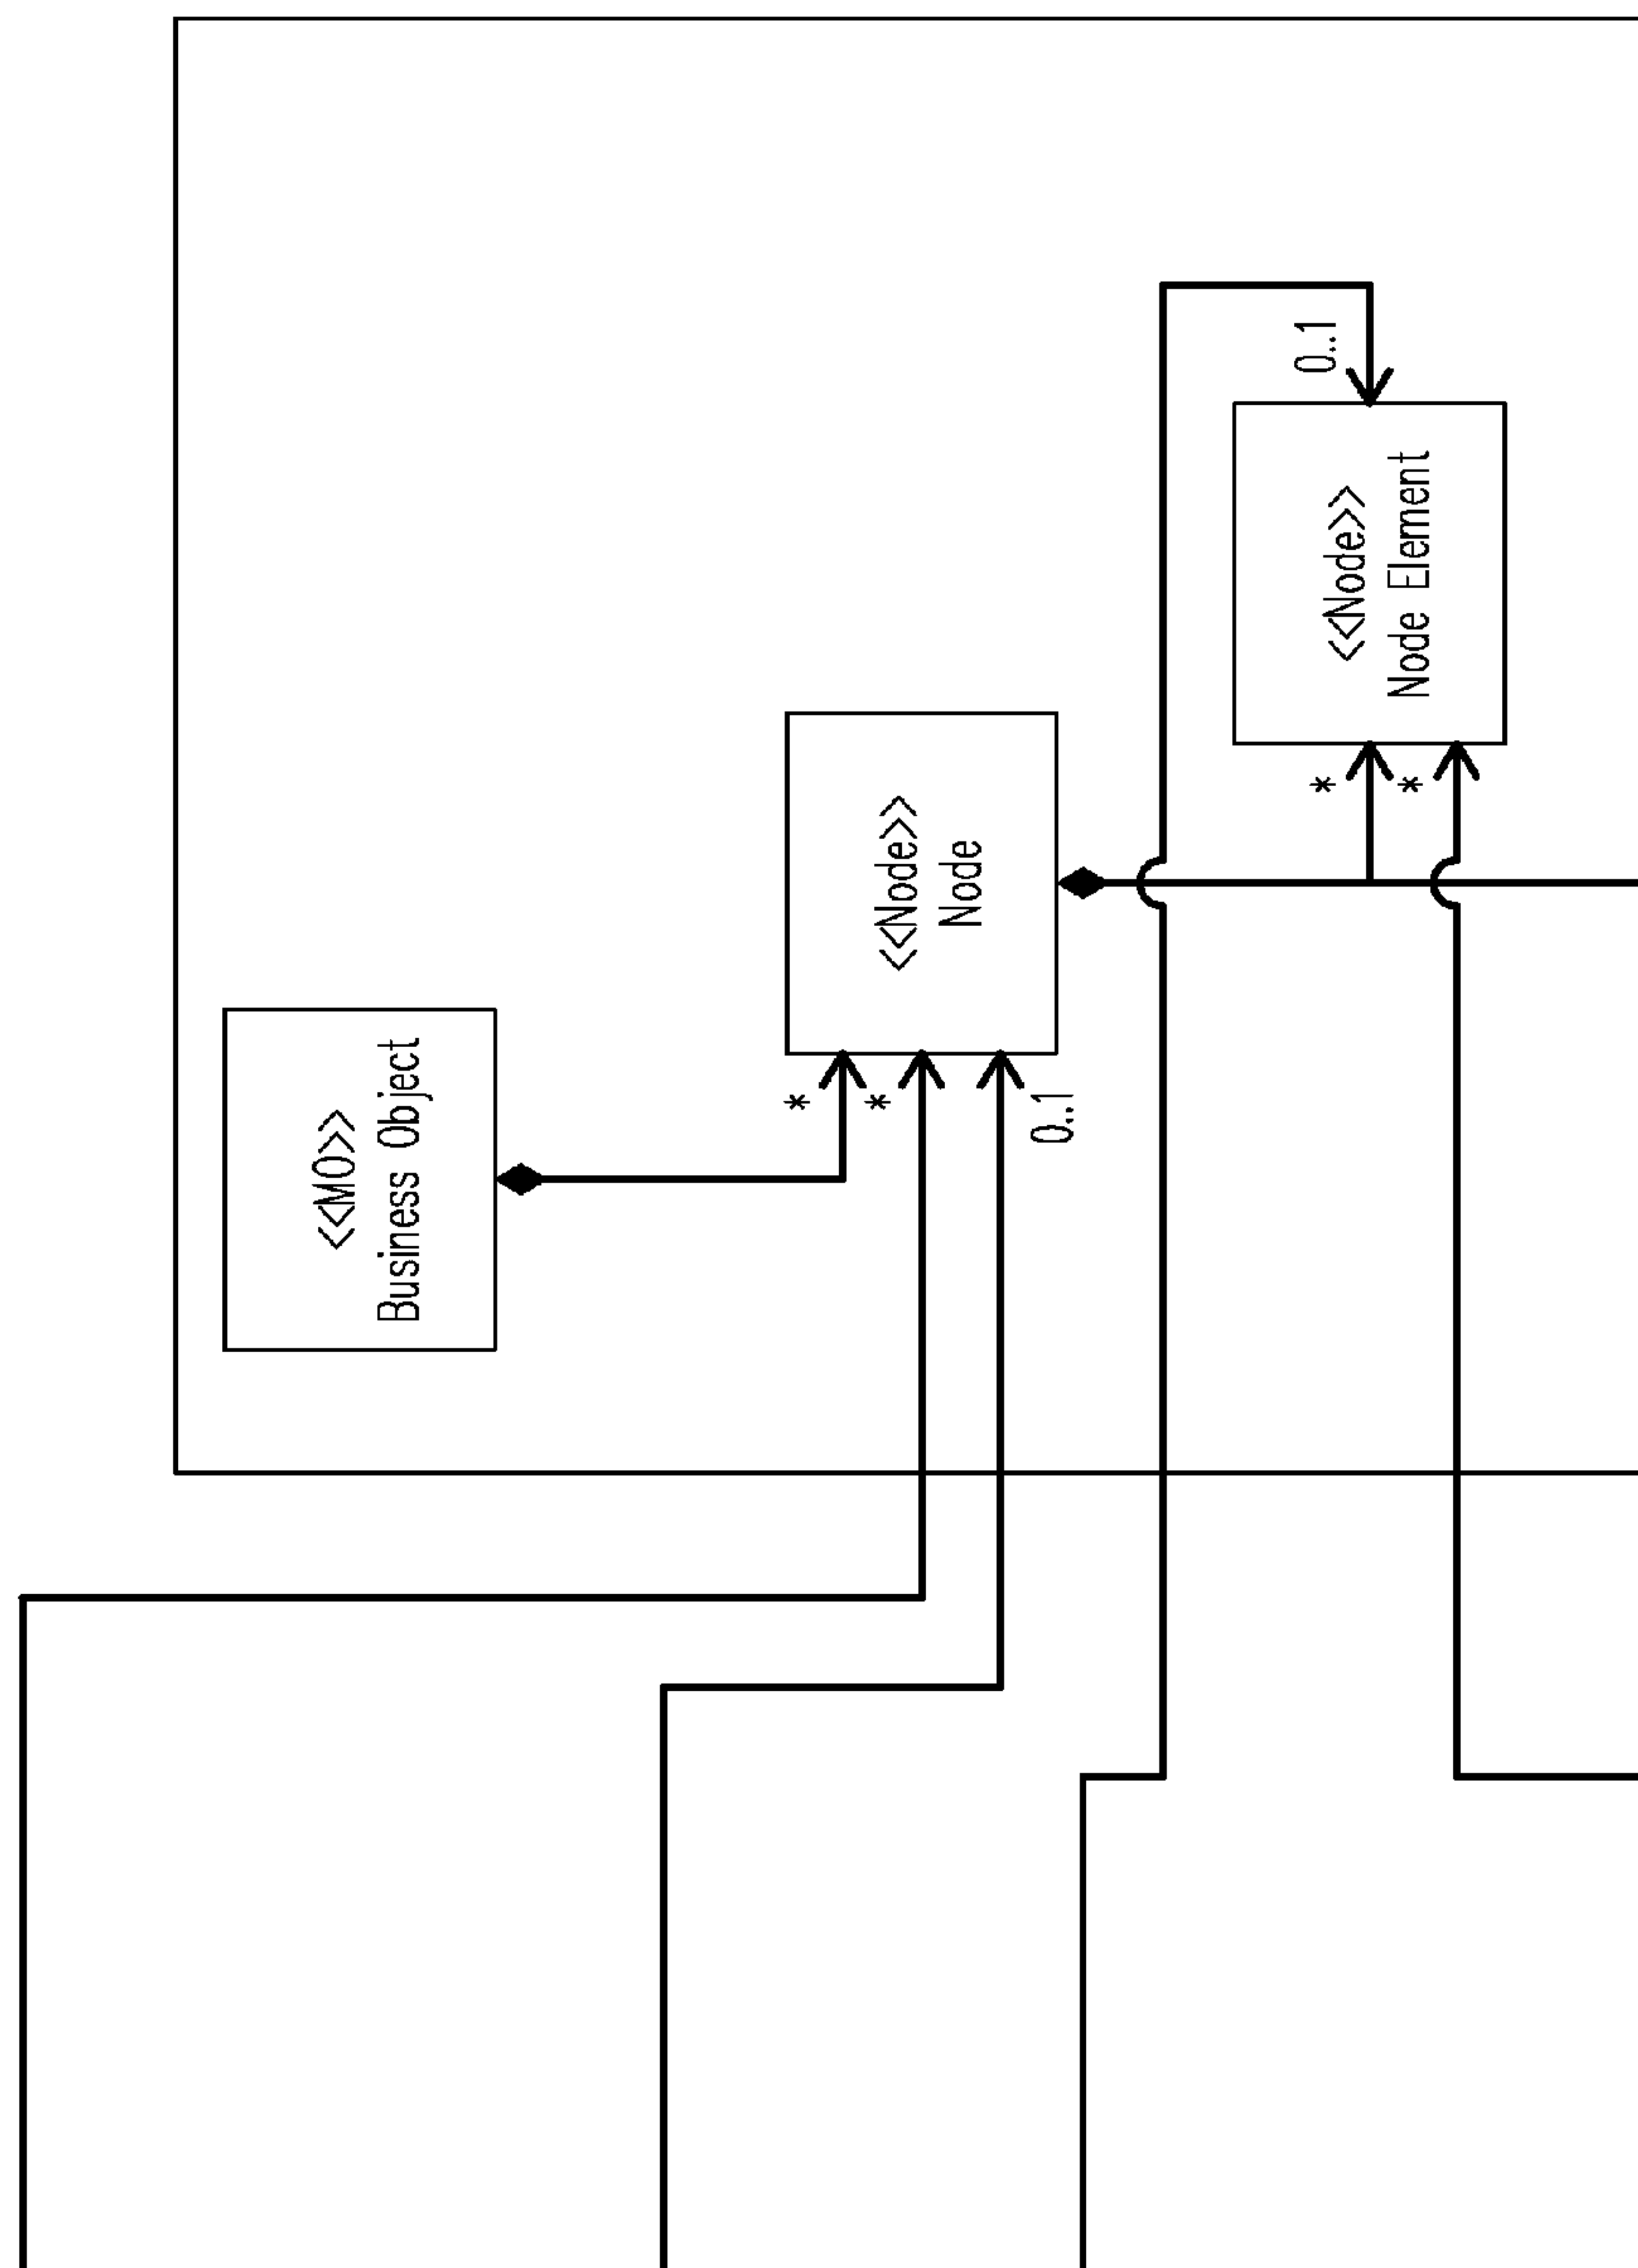 <<MO>>
Business Object
*
*
0..1
<<Node>>
Node
0..1
*
*
<<Node>>
Node Element